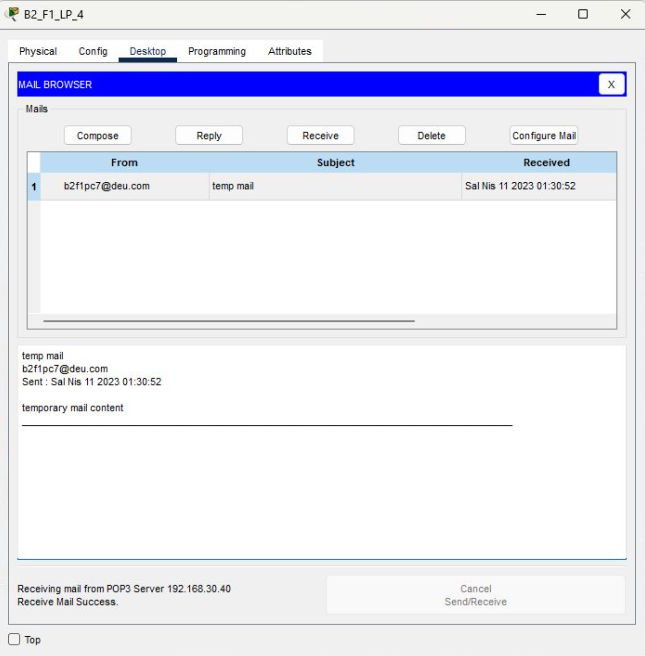 B2_F1_LP_4
Physical Config Desktop Programming Attributes
MAIL BROWSER X
Mails
Compose Reply Receive Delete Configure Mail
From Subject Received
1 b2f1pc7@deu.com temp mail Sal Nis 11 2023 01:30:52
temp mail
b2f1pc7@deu.com
Sent : Sal Nis 11 2023 01:30:52
temporary mail content
Receiving mail from POP3 Server 192.168.30.40
Receive Mail Success.
Cancel
Send/Receive
Top